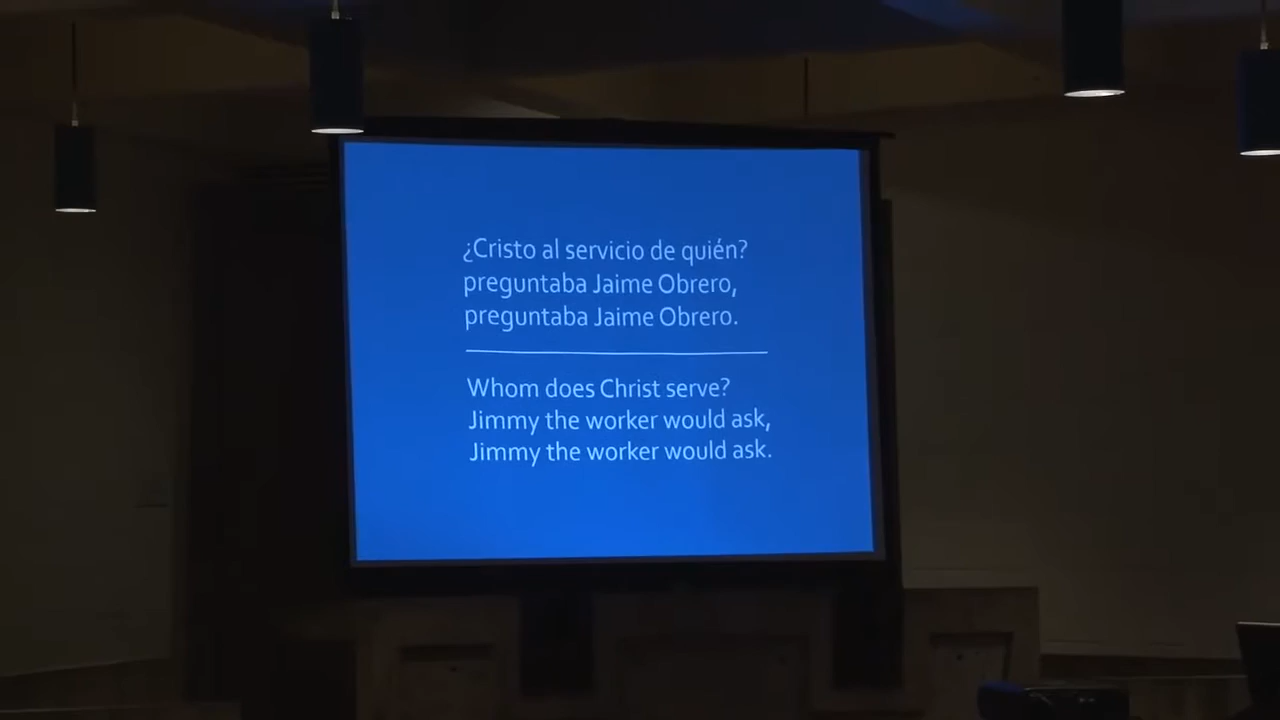 ¿Cristo al servicio de quién?
preguntaba Jaime Obrero,
preguntaba Jaime Obrero.
Whom does Christ serve?
Jimmy the worker would ask,
Jimmy the worker would ask.